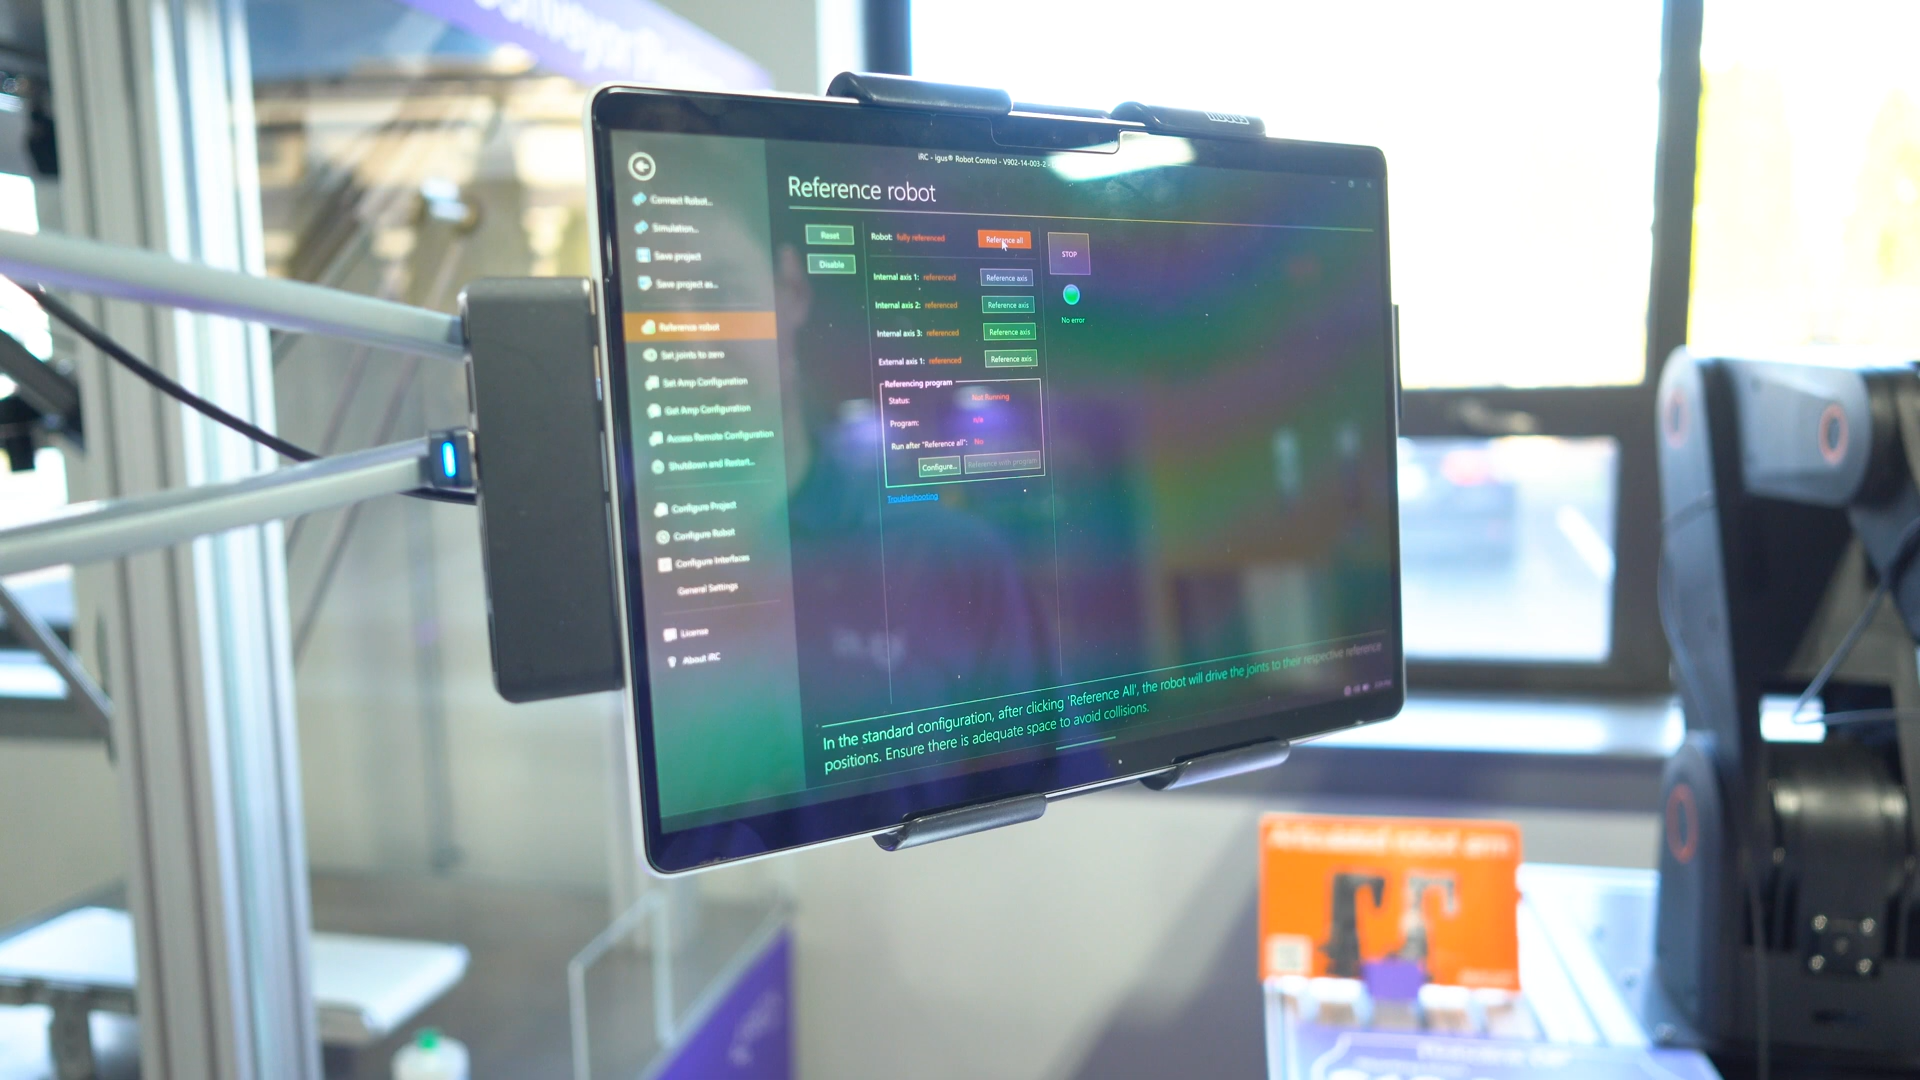 iRC - igus® Robot Control - V902-14-003-2
Reference robot
Connect Robot...
Simulation...
Save project
Save project as...
Reference robot
Set joints to zero
Set Amp Configuration
Get Amp Configuration
Access Remote Configuration
Shutdown and Restart...
Configure Project
Configure Robot
Configure Interfaces
General Settings
License
About iRC
Reset
Disable
Robot: fully referenced
Reference all
Internal axis 1: referenced
Reference axis
Internal axis 2: referenced
Reference axis
Internal axis 3: referenced
Reference axis
External axis 1: referenced
Reference axis
Referencing program
Status: Not Running
Program: n/a
Run after "Reference all": No
Configure...
Reference with program
Troubleshooting
STOP
No error
In the standard configuration, after clicking 'Reference All', the robot will drive the joints to their respective reference
positions. Ensure there is adequate space to avoid collisions.
Articulated robot arm